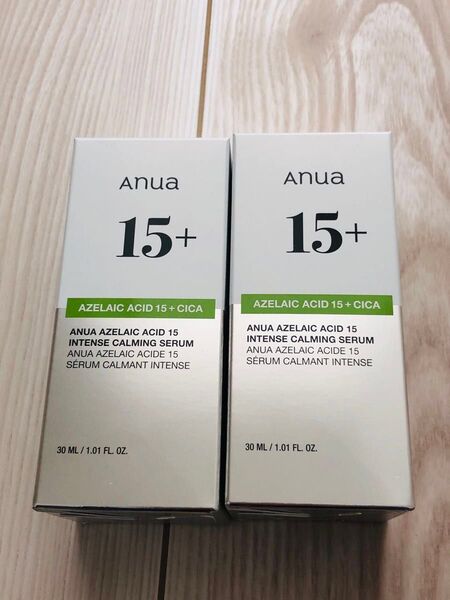 Anua
15+
AZELAIC ACID 15 + CICA
ANUA AZELAIC ACID 15
INTENSE CALMING SERUM
ANUA AZELAIC ACIDE 15
SÉRUM CALMANT INTENSE
30 ML / 1.01 FL. OZ.
Anua
15+
AZELAIC ACID 15 + CICA
ANUA AZELAIC ACID 15
INTENSE CALMING SERUM
ANUA AZELAIC ACIDE 15
SÉRUM CALMANT INTENSE
30 ML / 1.01 FL. OZ.